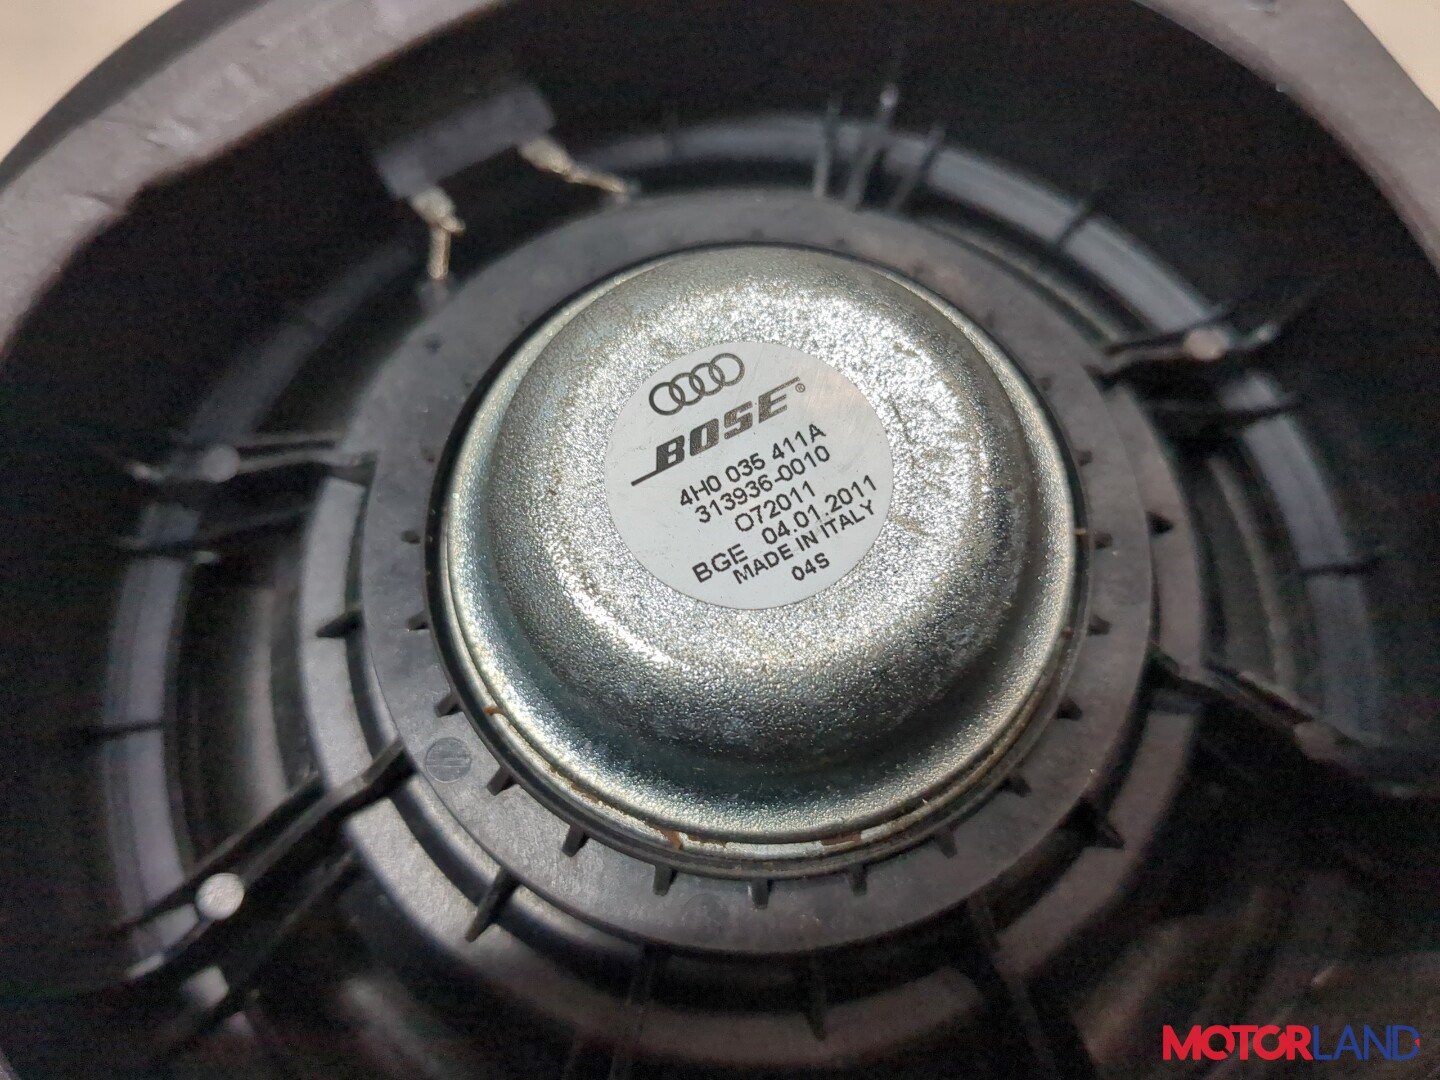 BOSE®
4H0 035 411A
313936-0010
O72011
BGE 04.01.2011
MADE IN ITALY
04S
MOTORLAND